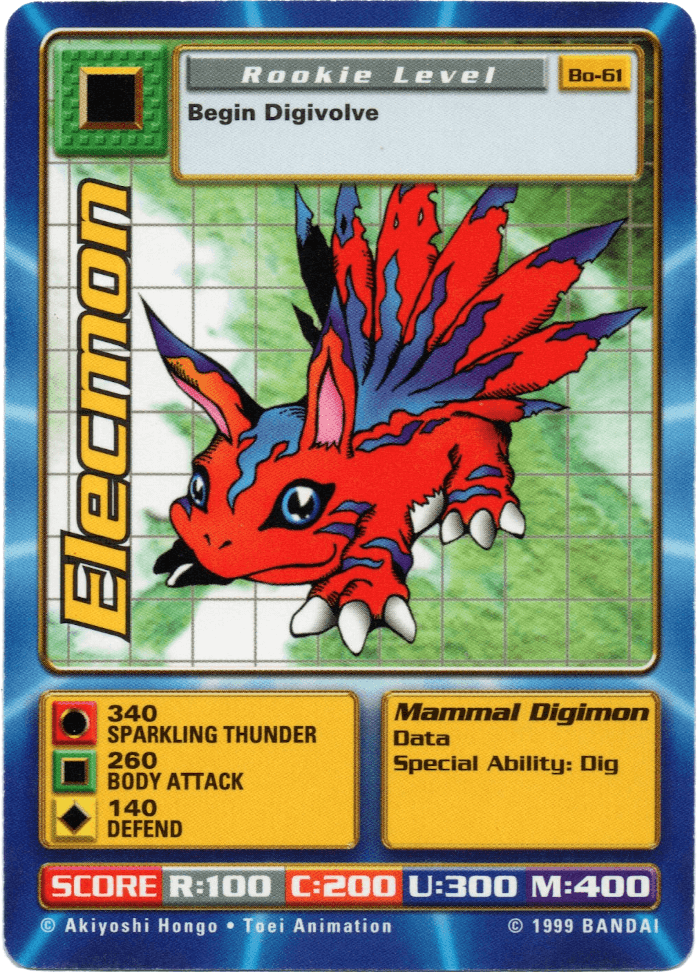 Rookie Level
Bo-61
Begin Digivolve
Elecmon
340
SPARKLING THUNDER
260
BODY ATTACK
140
DEFEND
Mammal Digimon
Data
Special Ability: Dig
SCORE R:100 C:200 U:300 M:400
© Akiyoshi Hongo • Toei Animation © 1999 BANDAI